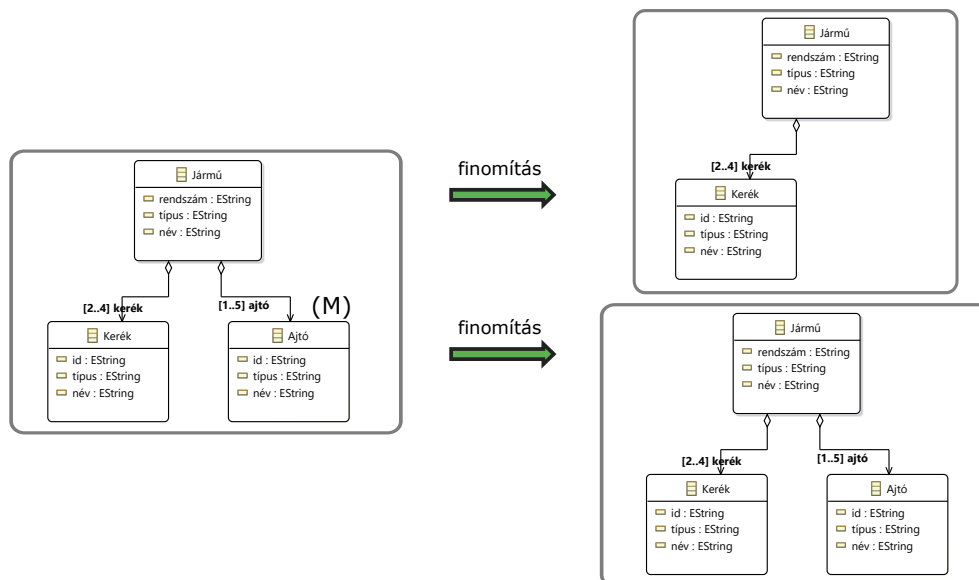 Jármű
rendszám : EString
típus : EString
név : EString
[2..4] kerék
Kerék
id : EString
típus : EString
név : EString
finomítás
Jármű
rendszám : EString
típus : EString
név : EString
[2..4] kerék
[1..5] ajtó
(M)
Kerék
id : EString
típus : EString
név : EString
Ajtó
id : EString
típus : EString
név : EString
finomítás
Jármű
rendszám : EString
típus : EString
név : EString
[2..4] kerék
[1..5] ajtó
Kerék
id : EString
típus : EString
név : EString
Ajtó
id : EString
típus : EString
név : EString